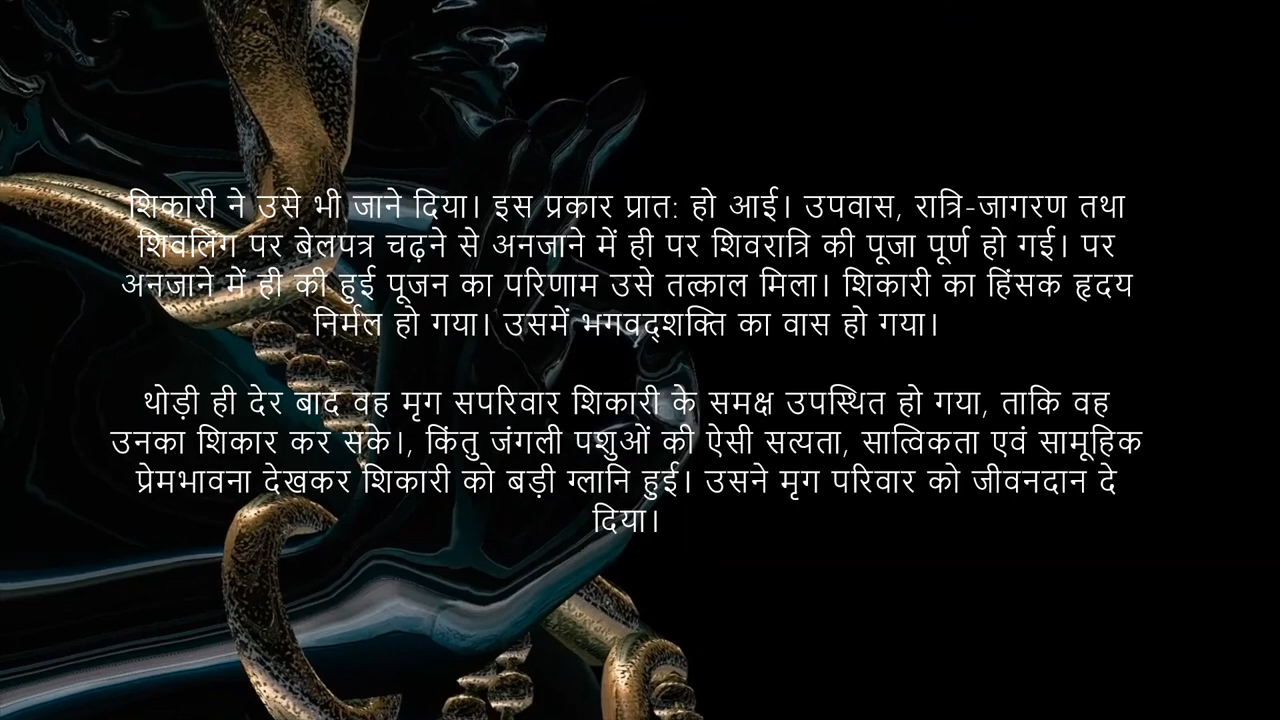 शिकारी ने उसे भी जाने दिया। इस प्रकार प्रात: हो आई। उपवास, रात्रि-जागरण तथा
शिवलिंग पर बेलपत्र चढ़ने से अनजाने में ही पर शिवरात्रि की पूजा पूर्ण हो गई। पर
अनजाने में ही की हुई पूजन का परिणाम उसे तत्काल मिला। शिकारी का हिंसक हृदय
निर्मल हो गया। उसमें भगवद्शक्ति का वास हो गया।
थोड़ी ही देर बाद वह मृग सपरिवार शिकारी के समक्ष उपस्थित हो गया, ताकि वह
उनका शिकार कर सके।, किंतु जंगली पशुओं की ऐसी सत्यता, सात्विकता एवं सामूहिक
प्रेमभावना देखकर शिकारी को बड़ी ग्लानि हुई। उसने मृग परिवार को जीवनदान दे
दिया।